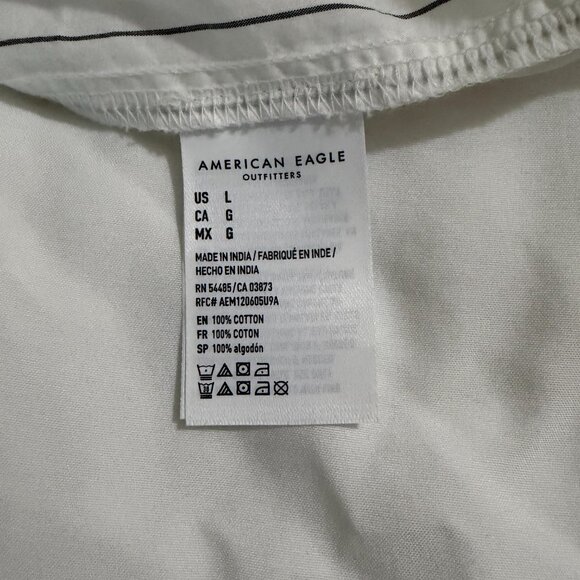 AMERICAN EAGLE
OUTFITTERS
US L
CA G
MX G
MADE IN INDIA / FABRIQUÉ EN INDE /
HECHO EN INDIA
RN 54485 / CA 03873
RFC# AEM120605U9A
EN 100% COTTON
FR 100% COTON
SP 100% algodón